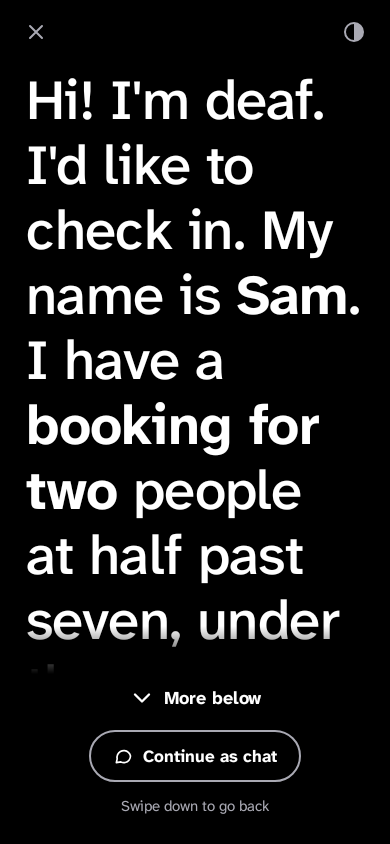 Hi! I'm deaf.
I'd like to
check in. My
name is Sam.
I have a
booking for
two people
at half past
seven, under
More below
Continue as chat
Swipe down to go back